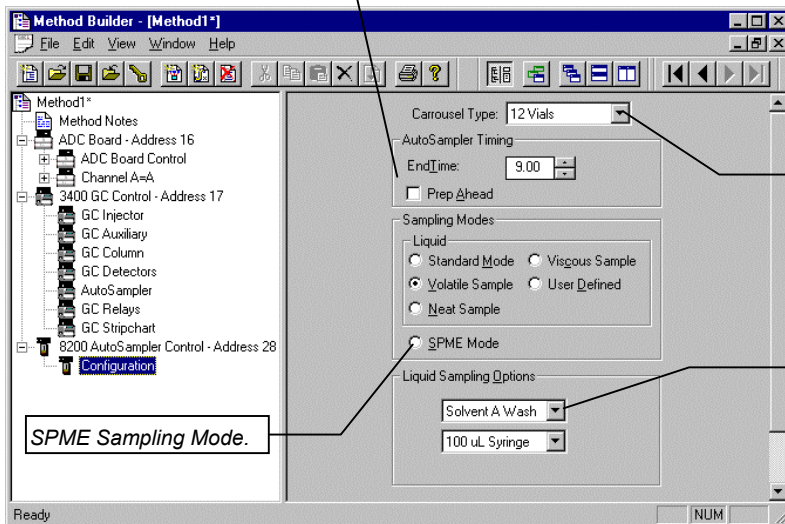 Method Builder - [Method1*]
File Edit View Window Help
Method1*
Method Notes
ADC Board - Address 16
ADC Board Control
Channel A=A
3400 GC Control - Address 17
GC Injector
GC Auxiliary
GC Column
GC Detectors
AutoSampler
GC Relays
GC Stripchart
8200 AutoSampler Control - Address 28
Configuration
SPME Sampling Mode.
Carrousel Type: 12 Vials
AutoSampler Timing
EndTime: 9.00
Prep Ahead
Sampling Modes
Liquid
Standard Mode Viscous Sample
Volatile Sample User Defined
Neat Sample
SPME Mode
Liquid Sampling Options
Solvent A Wash
100 uL Syringe
Ready NUM